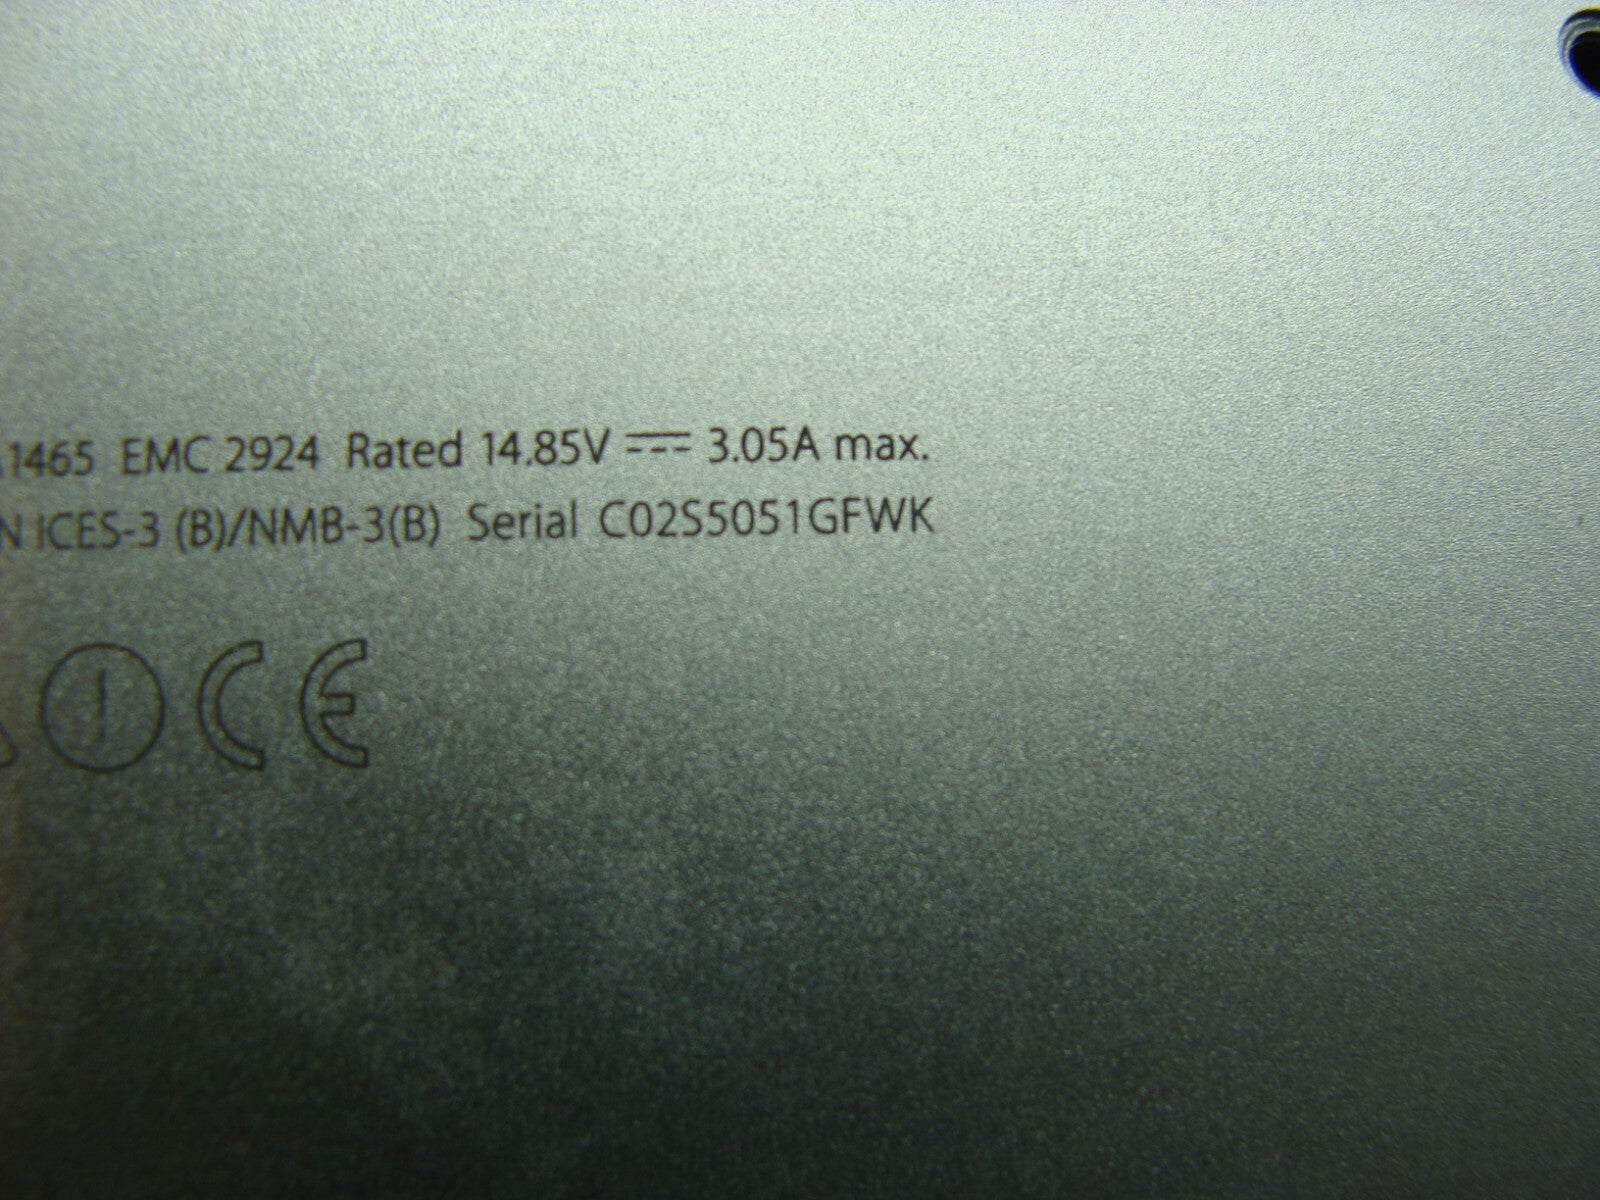 1465 EMC 2924 Rated 14.85V ⎓ 3.05A max.
N ICES-3 (B)/NMB-3(B) Serial C02S5051GFWK
CE